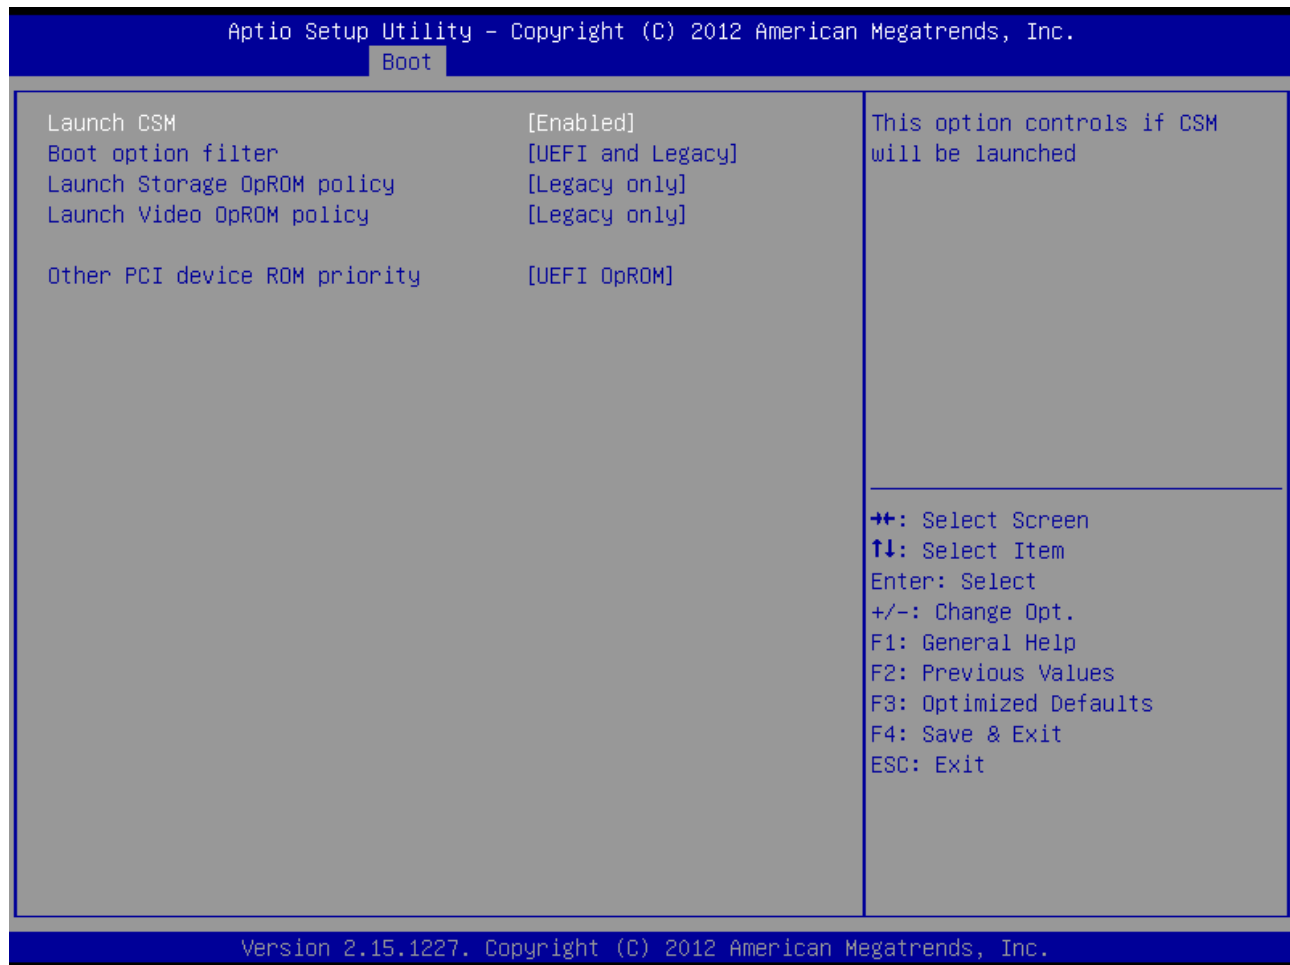 Aptio Setup Utility – Copyright (C) 2012 American Megatrends, Inc.
Boot
Launch CSM [Enabled]
Boot option filter [UEFI and Legacy]
Launch Storage OpROM policy [Legacy only]
Launch Video OpROM policy [Legacy only]
Other PCI device ROM priority [UEFI OpROM]
This option controls if CSM
will be launched
→←: Select Screen
↑↓: Select Item
Enter: Select
+/-: Change Opt.
F1: General Help
F2: Previous Values
F3: Optimized Defaults
F4: Save & Exit
ESC: Exit
Version 2.15.1227. Copyright (C) 2012 American Megatrends, Inc.